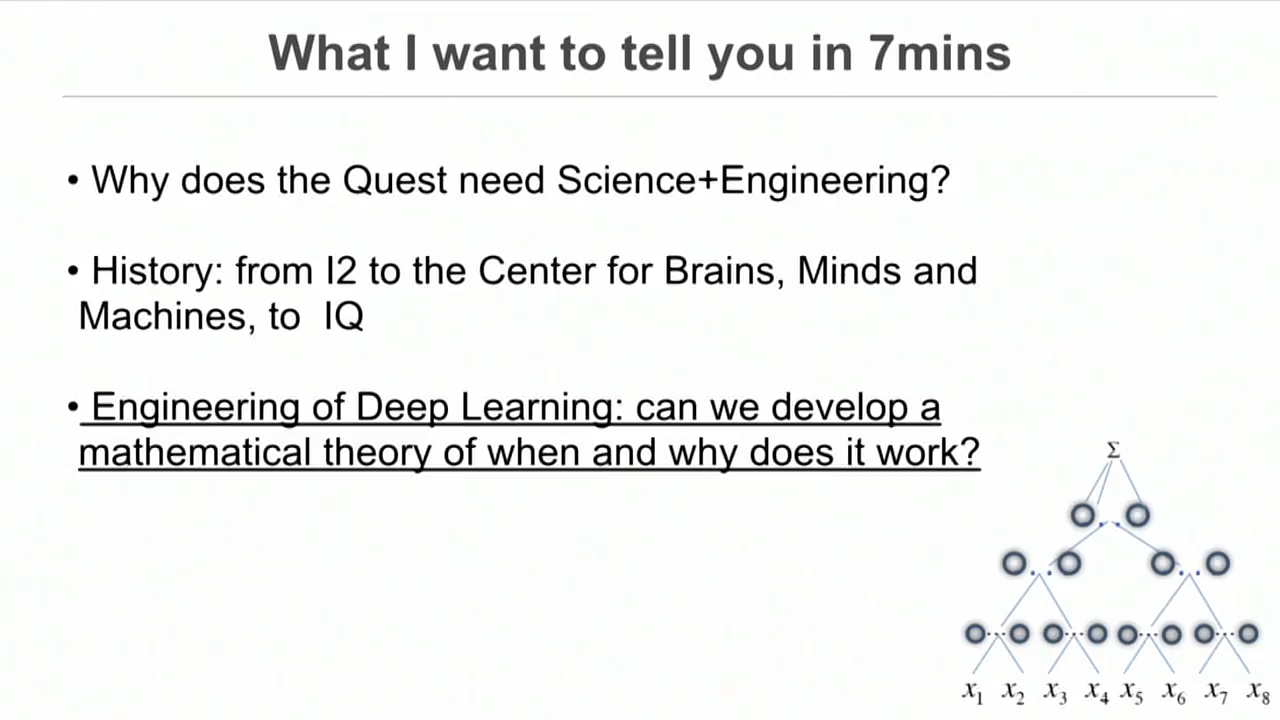 What I want to tell you in 7mins
• Why does the Quest need Science+Engineering?
• History: from I2 to the Center for Brains, Minds and
Machines, to IQ
• Engineering of Deep Learning: can we develop a
mathematical theory of when and why does it work?
Σ
x₁ x₂ x₃ x₄ x₅ x₆ x₇ x₈